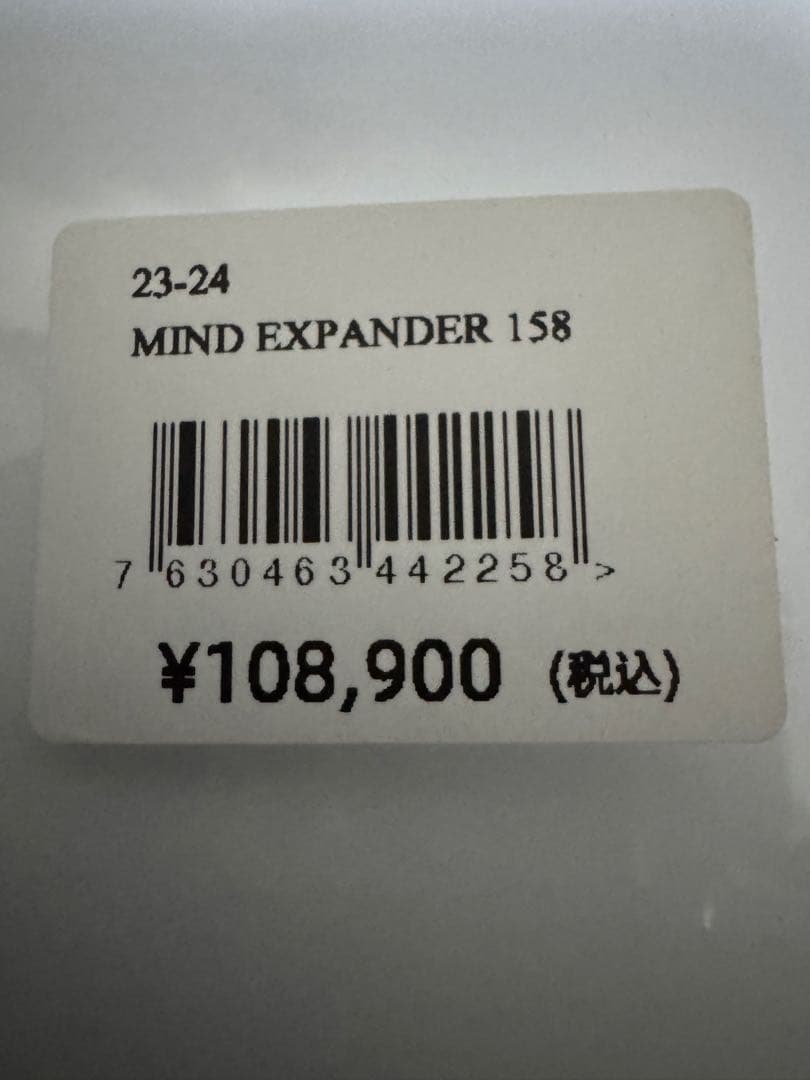 23-24
MIND EXPANDER 158
7 630463 442258 >
¥108,900 (税込)